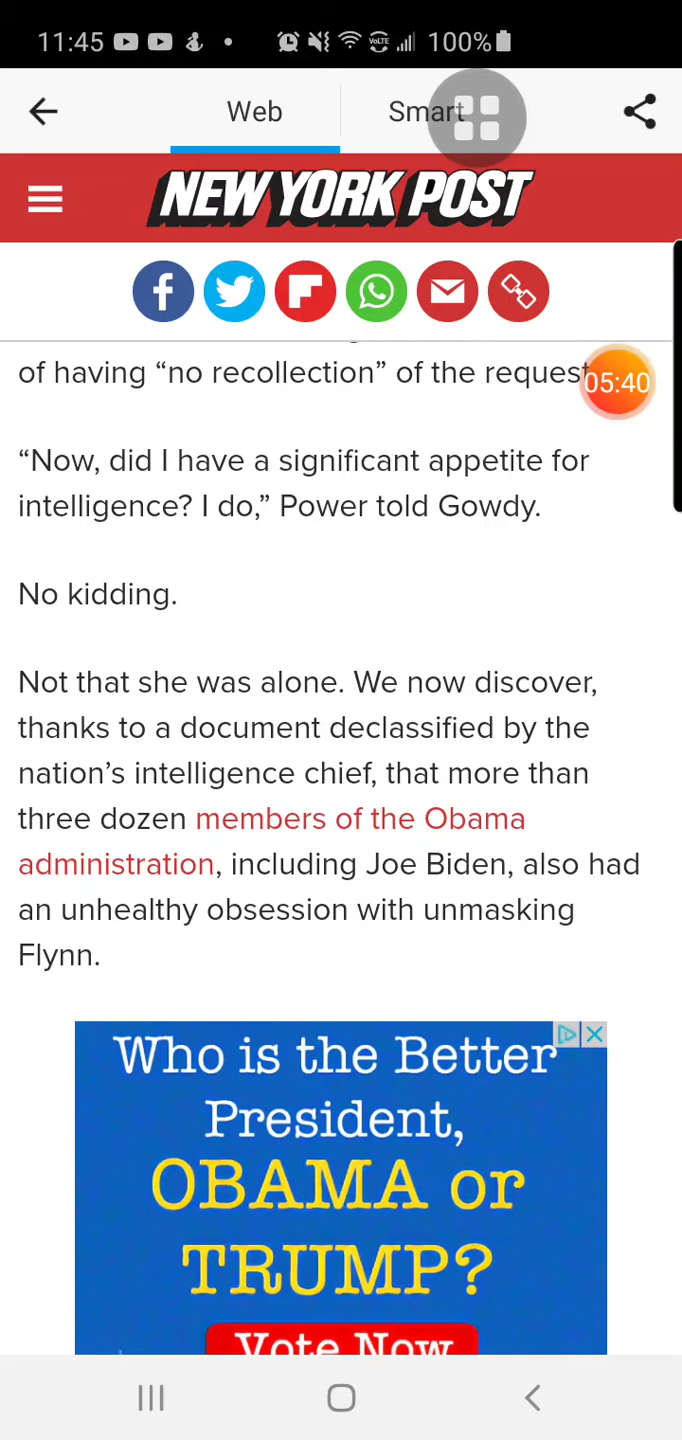 11:45 100%
Web Smart
NEW YORK POST
of having “no recollection” of the request
05:40
“Now, did I have a significant appetite for
intelligence? I do,” Power told Gowdy.
No kidding.
Not that she was alone. We now discover,
thanks to a document declassified by the
nation’s intelligence chief, that more than
three dozen members of the Obama
administration, including Joe Biden, also had
an unhealthy obsession with unmasking
Flynn.
Who is the Better
President,
OBAMA or
TRUMP?
Vote Now